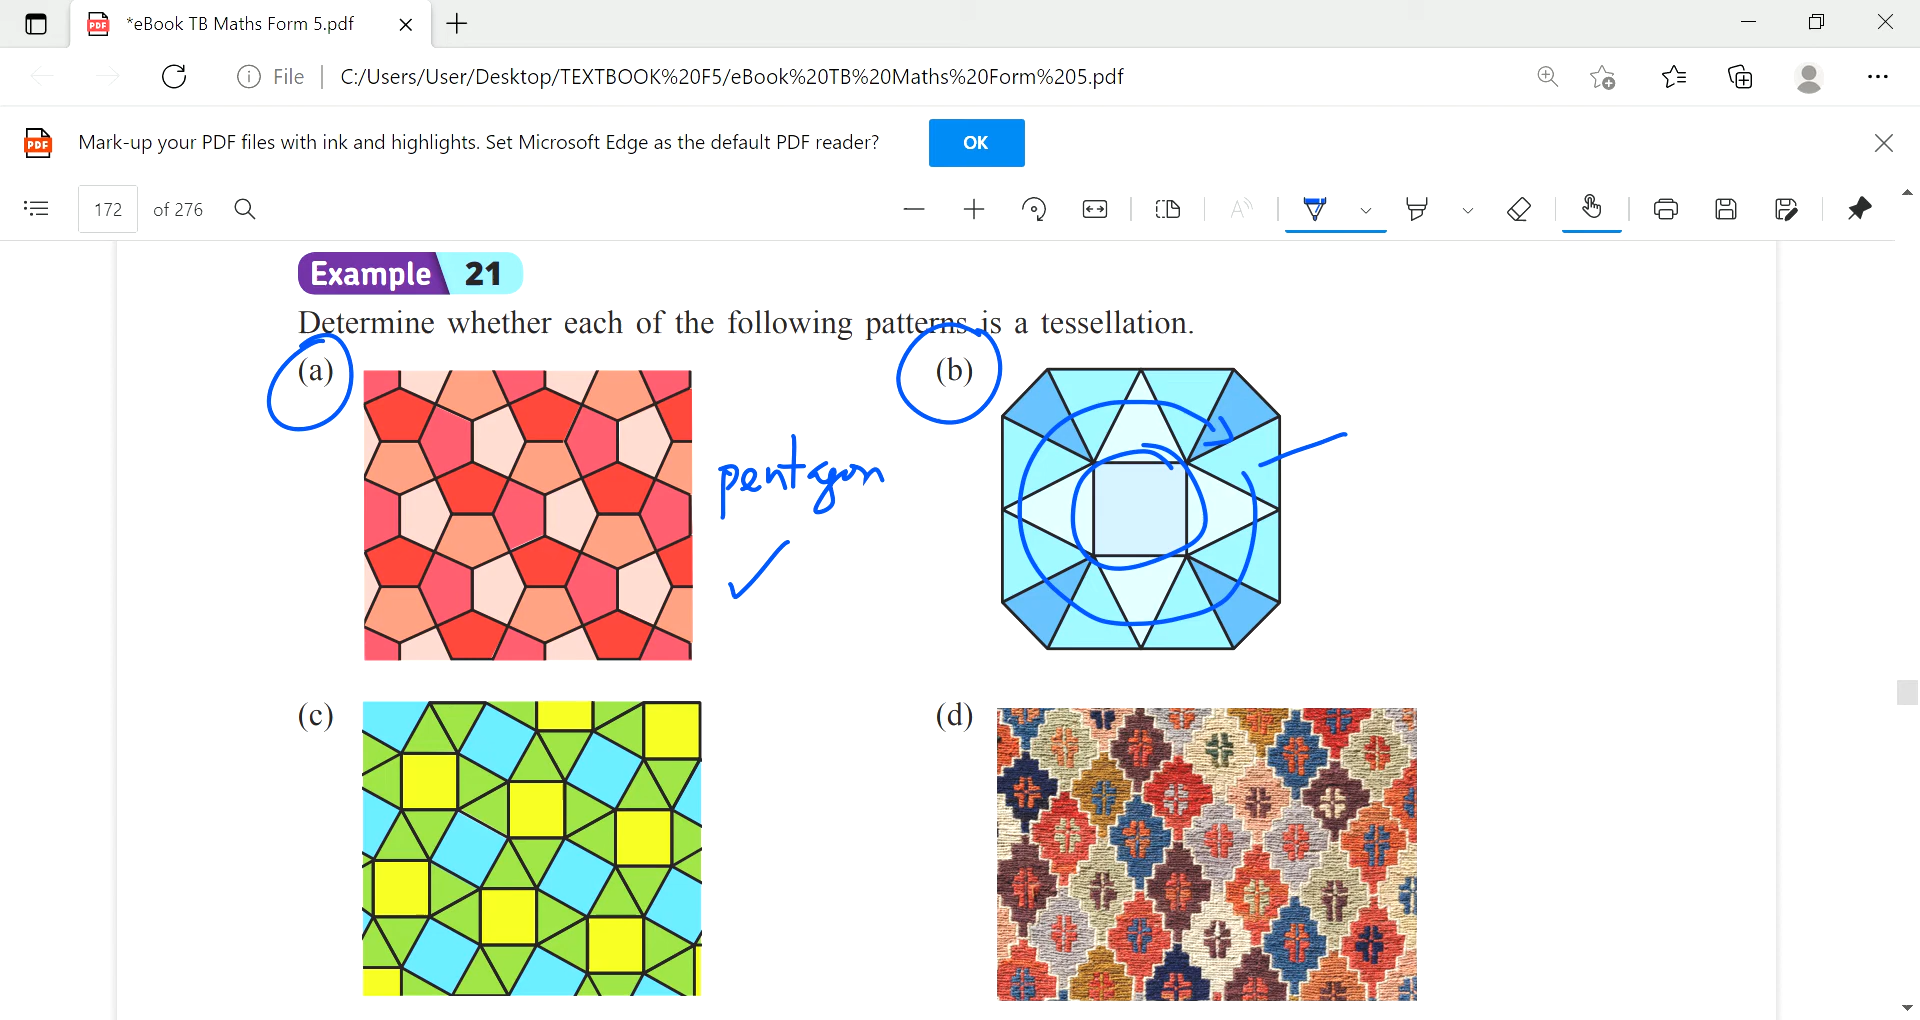 *eBook TB Maths Form 5.pdf
File
C:/Users/User/Desktop/TEXTBOOK%20F5/eBook%20TB%20Maths%20Form%205.pdf
PDF
Mark-up your PDF files with ink and highlights. Set Microsoft Edge as the default PDF reader?
OK
172 of 276
Example 21
Determine whether each of the following patterns is a tessellation.
(a)
(b)
pentagon
(c)
(d)